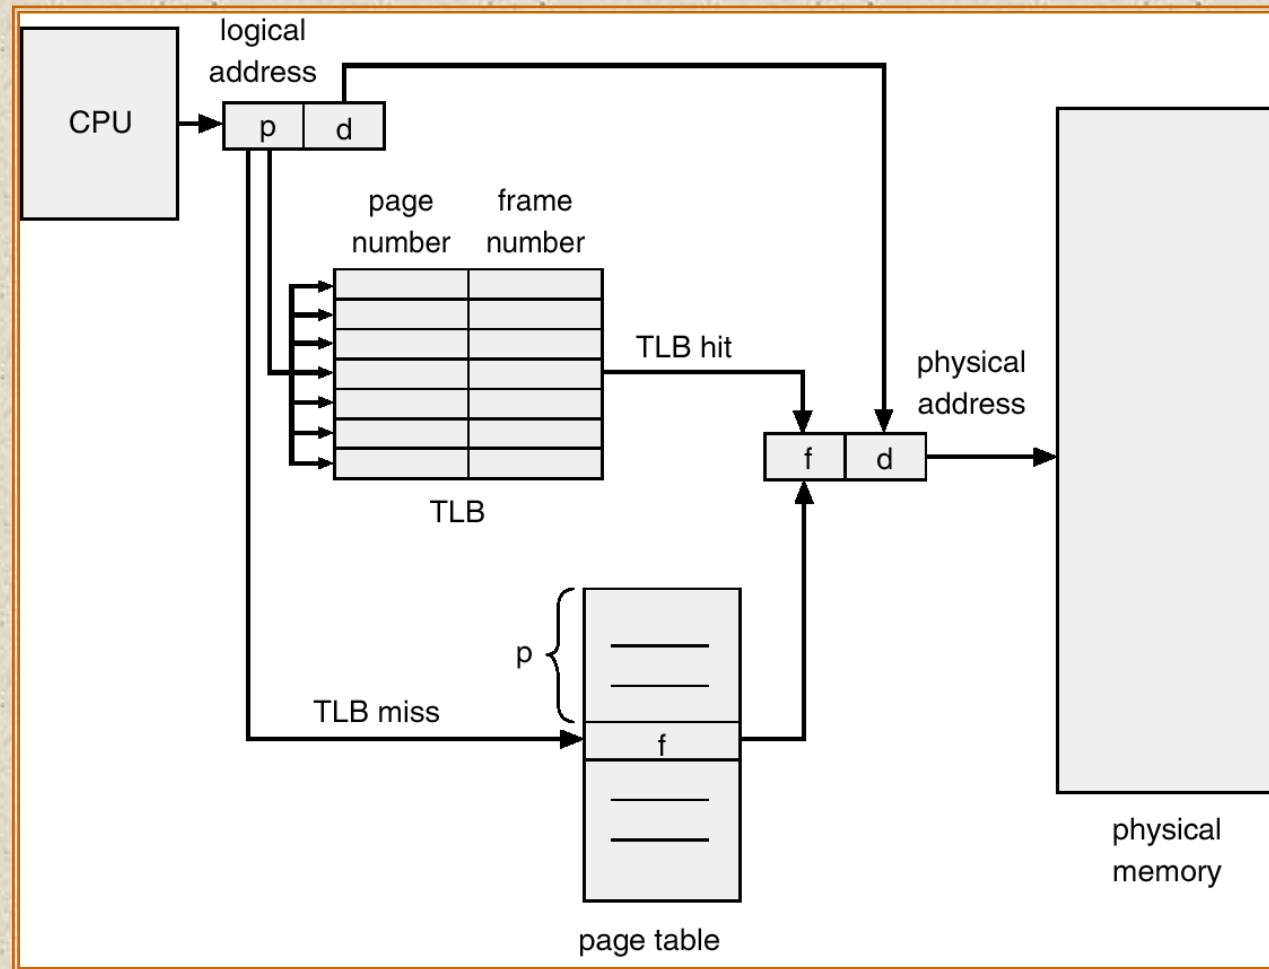 logical
address
CPU
p
d
page
number
frame
number
TLB hit
physical
address
f
d
TLB
p
TLB miss
f
physical
memory
page table